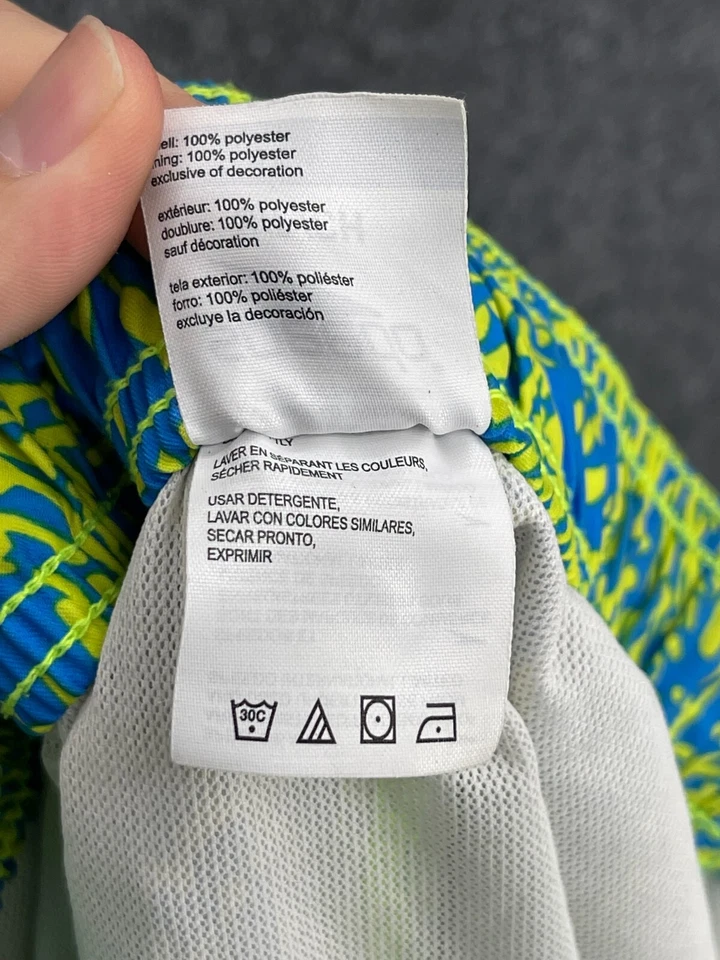 ell: 100% polyester
ning: 100% polyester
exclusive of decoration
extérieur: 100% polyester
doublure: 100% polyester
sauf décoration
tela exterior: 100% poliéster
forro: 100% poliéster
excluye la decoración
ILY
LAVER EN SÉPARANT LES COULEURS,
SÉCHER RAPIDEMENT
USAR DETERGENTE,
LAVAR CON COLORES SIMILARES,
SECAR PRONTO,
EXPRIMIR
30C